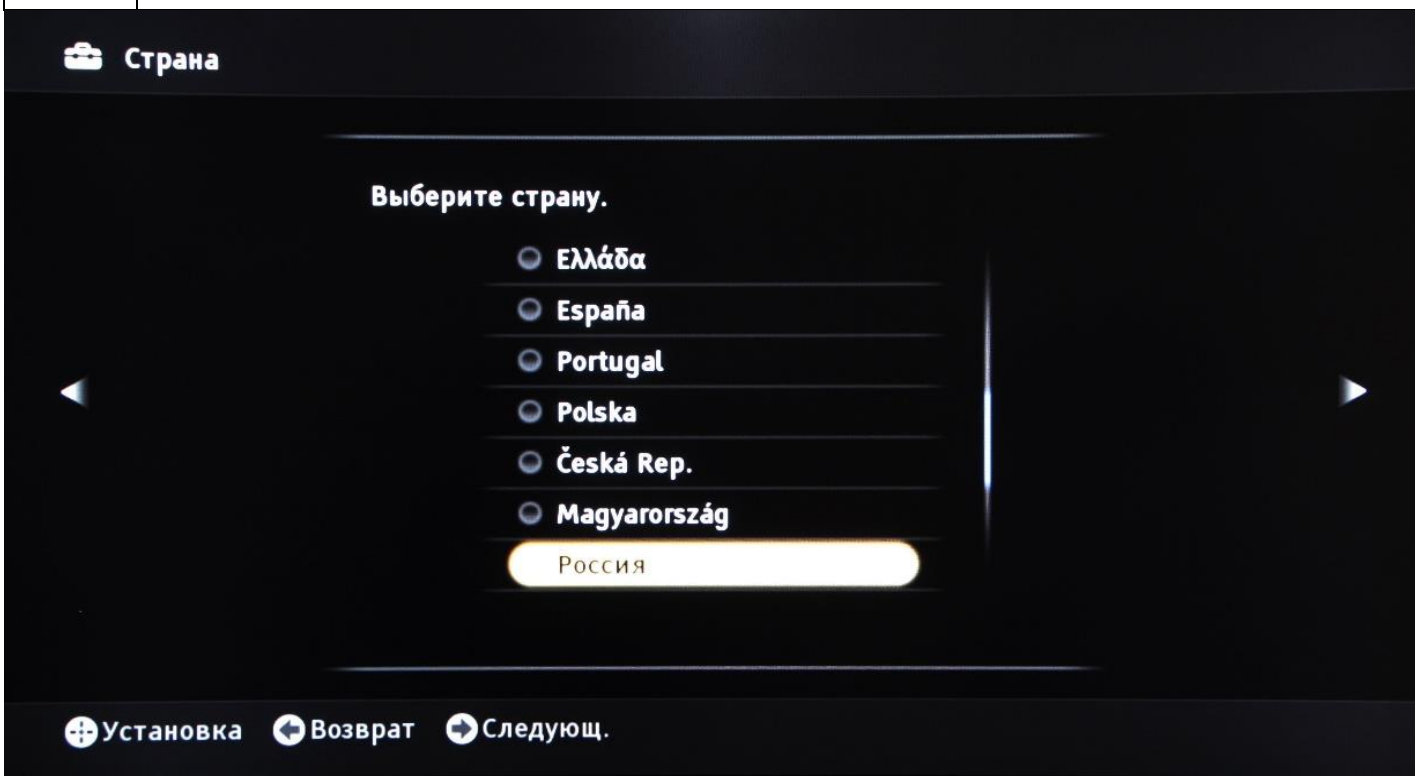 Страна
Выберите страну.
Ελλάδα
España
Portugal
Polska
Česká Rep.
Magyarország
Россия
Установка Возврат Следующ.